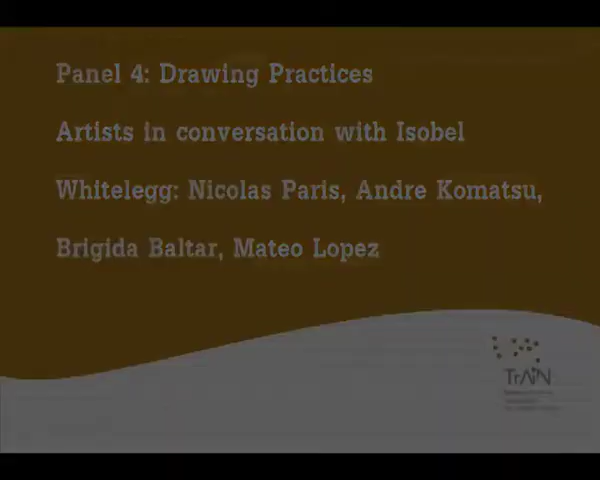 Panel 4: Drawing Practices
Artists in conversation with Isobel
Whitelegg: Nicolas Paris, Andre Komatsu,
Brigida Baltar, Mateo Lopez
TrAIN